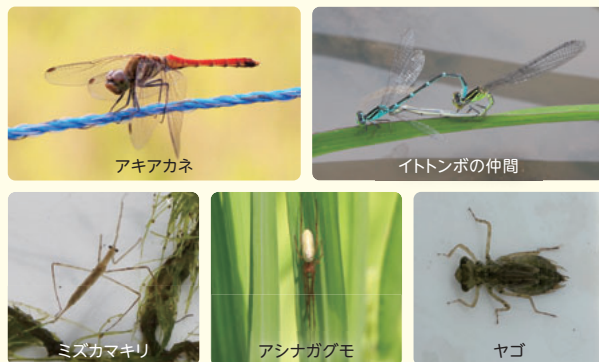 アキアカネ
イトトンボの仲間
ミズカマキリ
アシナガグモ
ヤゴ